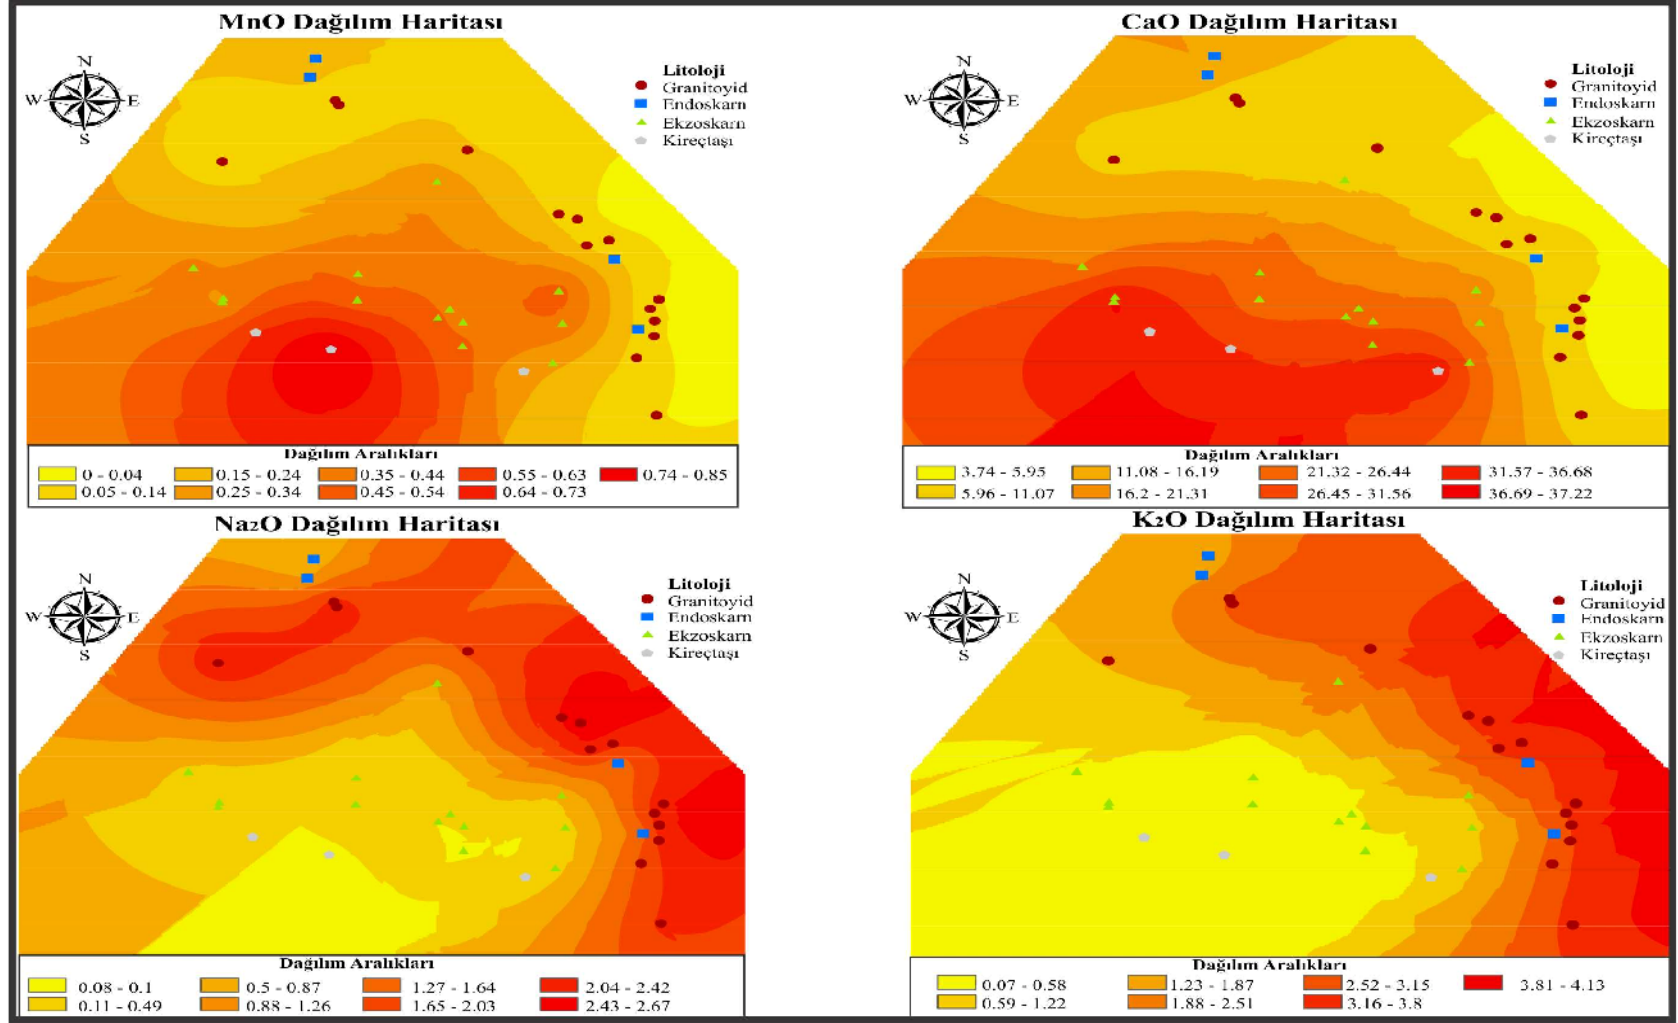 MnO Dağılım Haritası
N
W
E
S
Litoloji
Granitoyid
Endoskarn
Ekzoskarn
Kireçtaşı
Dağılım Aralıkları
0 - 0.04
0.15 - 0.24
0.35 - 0.44
0.55 - 0.63
0.74 - 0.85
0.05 - 0.14
0.25 - 0.34
0.45 - 0.54
0.64 - 0.73
CaO Dağılım Haritası
N
W
E
S
Litoloji
Granitoyid
Endoskarn
Ekzoskarn
Kireçtaşı
Dağılım Aralıkları
3.74 - 5.95
11.08 - 16.19
21.32 - 26.44
31.57 - 36.68
5.96 - 11.07
16.2 - 21.31
26.45 - 31.56
36.69 - 37.22
Na2O Dağılım Haritası
N
W
E
S
Litoloji
Granitoyid
Endoskarn
Ekzoskarn
Kireçtaşı
Dağılım Aralıkları
0.08 - 0.1
0.5 - 0.87
1.27 - 1.64
2.04 - 2.42
0.11 - 0.49
0.88 - 1.26
1.65 - 2.03
2.43 - 2.67
K2O Dağılım Haritası
N
W
E
S
Litoloji
Granitoyid
Endoskarn
Ekzoskarn
Kireçtaşı
Dağılım Aralıkları
0.07 - 0.58
1.23 - 1.87
2.52 - 3.15
3.81 - 4.13
0.59 - 1.22
1.88 - 2.51
3.16 - 3.8